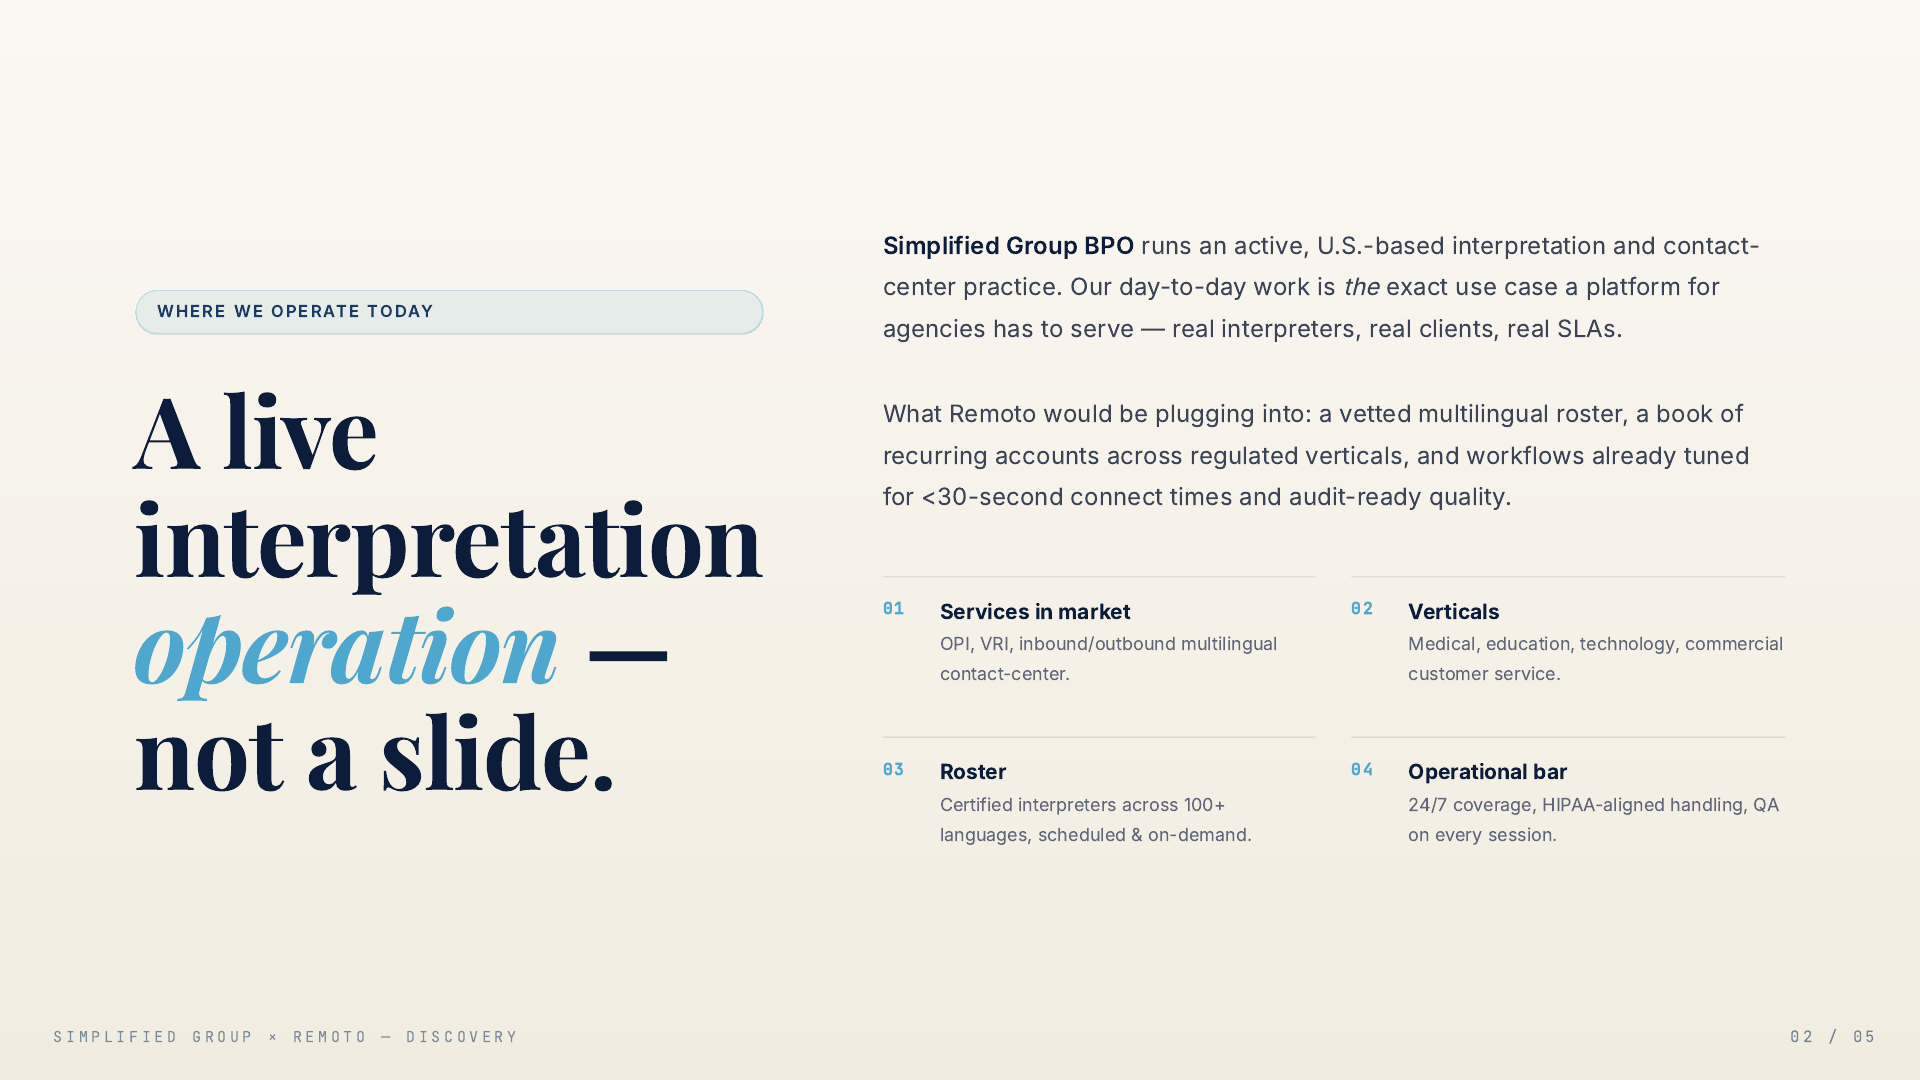 WHERE WE OPERATE TODAY
A live
interpretation
operation —
not a slide.
Simplified Group BPO runs an active, U.S.-based interpretation and contact-
center practice. Our day-to-day work is the exact use case a platform for
agencies has to serve — real interpreters, real clients, real SLAs.
What Remoto would be plugging into: a vetted multilingual roster, a book of
recurring accounts across regulated verticals, and workflows already tuned
for <30-second connect times and audit-ready quality.
01 Services in market
OPI, VRI, inbound/outbound multilingual
contact-center.
02 Verticals
Medical, education, technology, commercial
customer service.
03 Roster
Certified interpreters across 100+
languages, scheduled & on-demand.
04 Operational bar
24/7 coverage, HIPAA-aligned handling, QA
on every session.
SIMPLIFIED GROUP × REMOTO — DISCOVERY
02 / 05